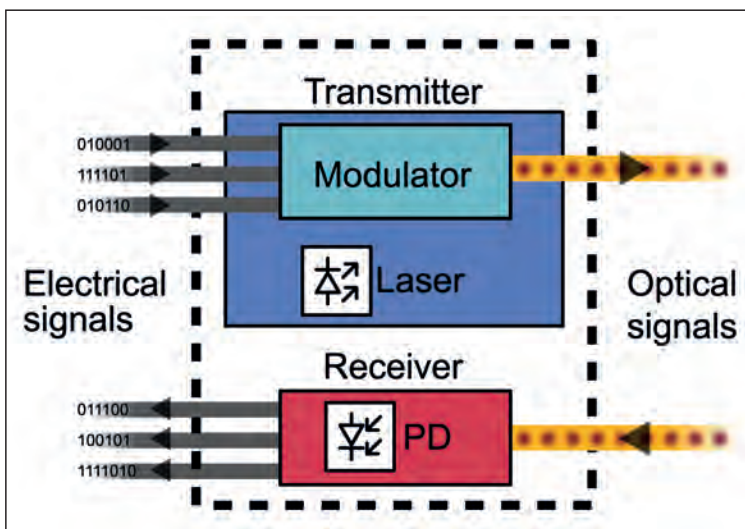 Transmitter
010001
111101
010110
Modulator
Laser
Electrical
signals
Optical
signals
Receiver
011100
100101
1111010
PD